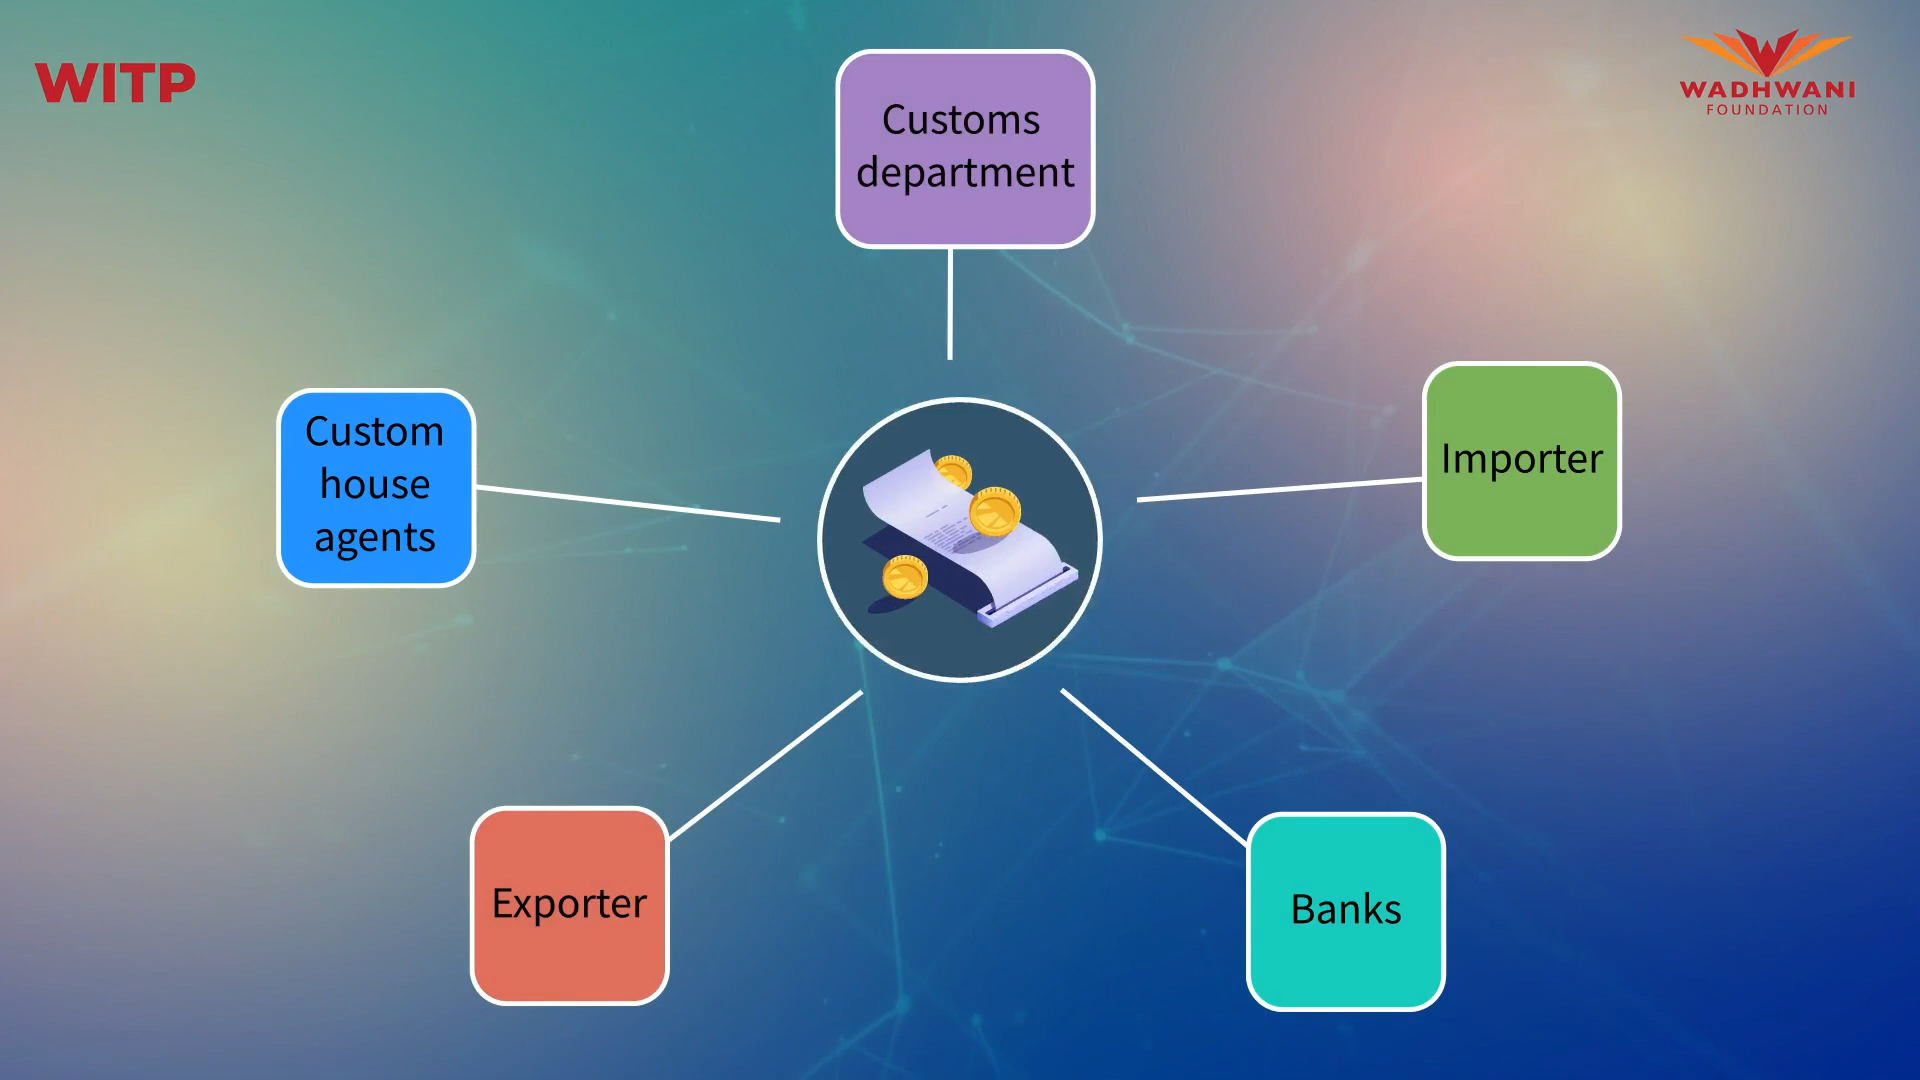 WITP
WADHWANI
FOUNDATION
Customs
department
Custom
house
agents
Importer
Exporter
Banks